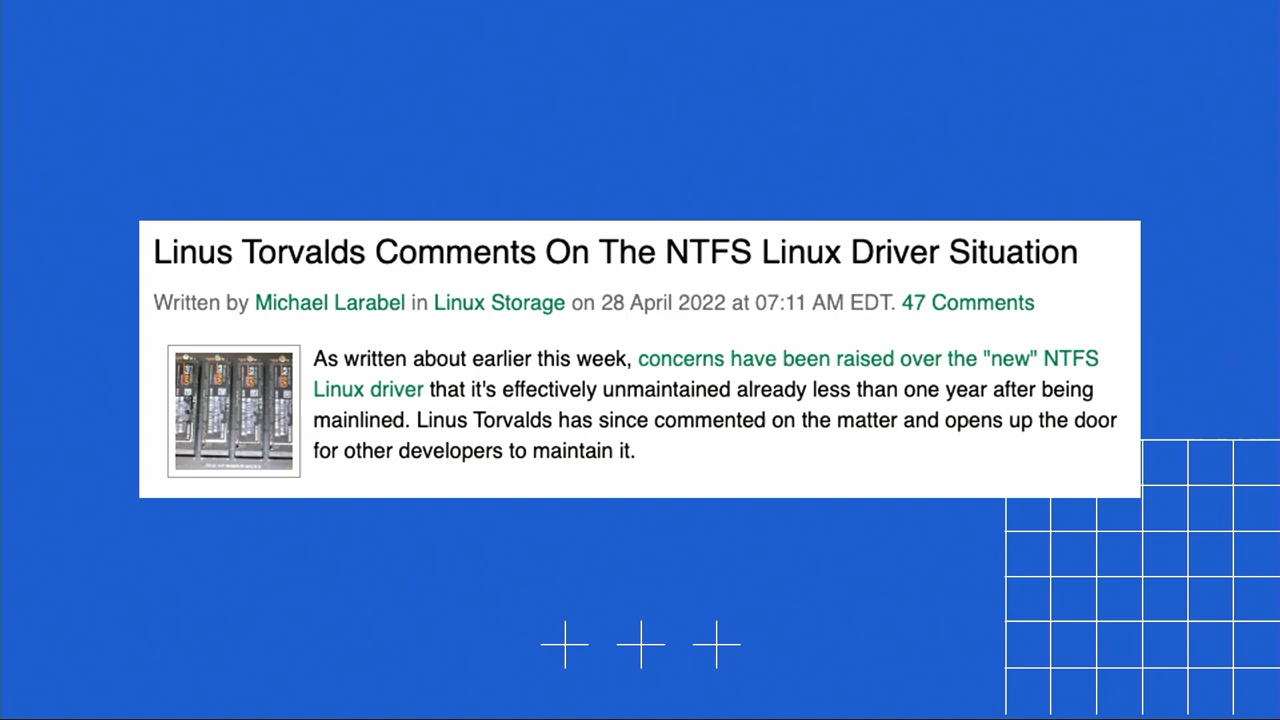 Linus Torvalds Comments On The NTFS Linux Driver Situation
Written by Michael Larabel in Linux Storage on 28 April 2022 at 07:11 AM EDT. 47 Comments
As written about earlier this week, concerns have been raised over the "new" NTFS
Linux driver that it's effectively unmaintained already less than one year after being
mainlined. Linus Torvalds has since commented on the matter and opens up the door
for other developers to maintain it.